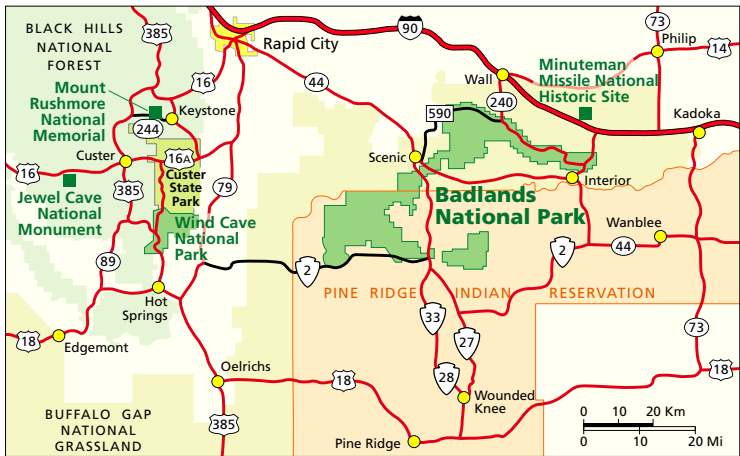 BLACK HILLS
NATIONAL
FOREST
385
Rapid City
90
73
Philip
14
16
44
Wall
Minuteman
Missile National
Historic Site
Mount
Rushmore
National
Memorial
Keystone
244
240
590
Kadoka
Custer
16A
Scenic
16
Custer
State
Park
Interior
385
79
Jewel Cave
National
Monument
Badlands
National Park
Wind Cave
National
Park
Wanblee
2
44
89
2
PINE RIDGE INDIAN RESERVATION
Hot
Springs
33
73
18
Edgemont
27
Oelrichs
18
28
18
Wounded
Knee
BUFFALO GAP
NATIONAL
GRASSLAND
385
Pine Ridge
0 10 20 Km
0 10 20 Mi